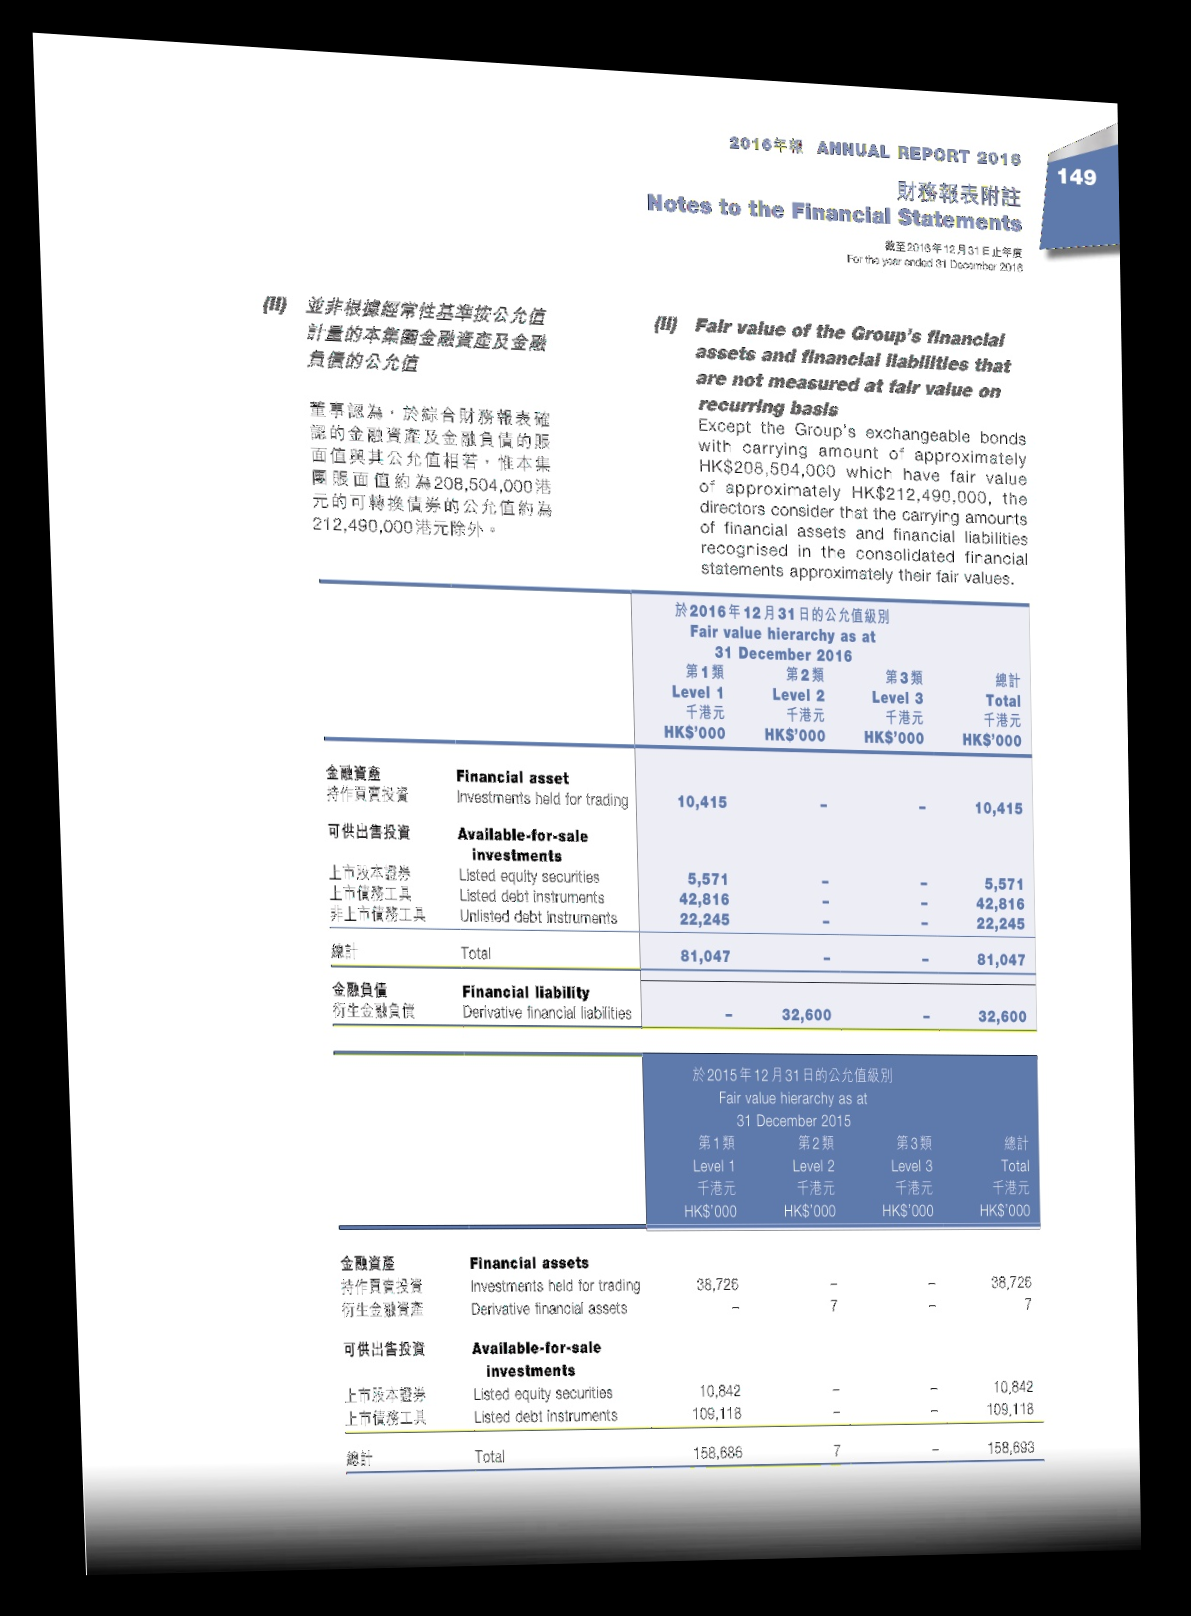 2016年報 ANNUAL REPORT 2016
149
財務報表附註
Notes to the Financial Statements
截至2016年12月31日止年度
For the year ended 31 December 2016
(II) 並非根據經常性基準按公允值
計量的本集團金融資產及金融
負債的公允值
董事認為，於綜合財務報表確
認的金融資產及金融負債的賬
面值與其公允值相若，惟本集
團賬面值約為208,504,000港
元的可轉換債券的公允值約為
212,490,000港元除外。
(II) Fair value of the Group's financial
assets and financial liabilities that
are not measured at fair value on
recurring basis
Except the Group's exchangeable bonds
with carrying amount of approximately
HK$208,504,000 which have fair value
of approximately HK$212,490,000, the
directors consider that the carrying amounts
of financial assets and financial liabilities
recognised in the consolidated financial
statements approximately their fair values.
於2016年12月31日的公允值級別
Fair value hierarchy as at
31 December 2016
第1類 第2類 第3類 總計
Level 1 Level 2 Level 3 Total
千港元 千港元 千港元 千港元
HK$'000 HK$'000 HK$'000 HK$'000
金融資產 Financial asset
持作買賣投資 Investments held for trading 10,415 – – 10,415
可供出售投資 Available-for-sale
investments
上市股本證券 Listed equity securities 5,571 – – 5,571
上市債務工具 Listed debt instruments 42,816 – – 42,816
非上市債務工具 Unlisted debt instruments 22,245 – – 22,245
總計 Total 81,047 – – 81,047
金融負債 Financial liability
衍生金融負債 Derivative financial liabilities – 32,600 – 32,600
於2015年12月31日的公允值級別
Fair value hierarchy as at
31 December 2015
第1類 第2類 第3類 總計
Level 1 Level 2 Level 3 Total
千港元 千港元 千港元 千港元
HK$'000 HK$'000 HK$'000 HK$'000
金融資產 Financial assets
持作買賣投資 Investments held for trading 38,726 – – 38,726
衍生金融資產 Derivative financial assets – 7 – 7
可供出售投資 Available-for-sale
investments
上市股本證券 Listed equity securities 10,842 – – 10,842
上市債務工具 Listed debt instruments 109,118 – – 109,118
總計 Total 158,686 7 – 158,693